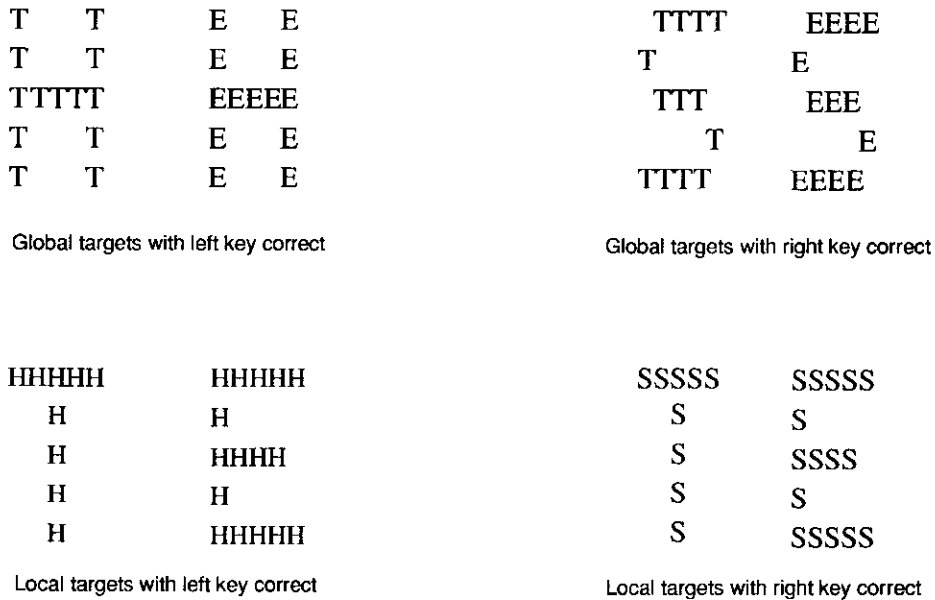 T T E E TTTT EEEE
T T E E T E
TTTTT EEEEE TTT EEE
T T E E T E
T T E E TTTT EEEE
Global targets with left key correct
Global targets with right key correct
HHHHH HHHHH SSSSS SSSSS
H H S S
H HHHH S SSSS
H H S S
H HHHHH S SSSSS
Local targets with left key correct
Local targets with right key correct